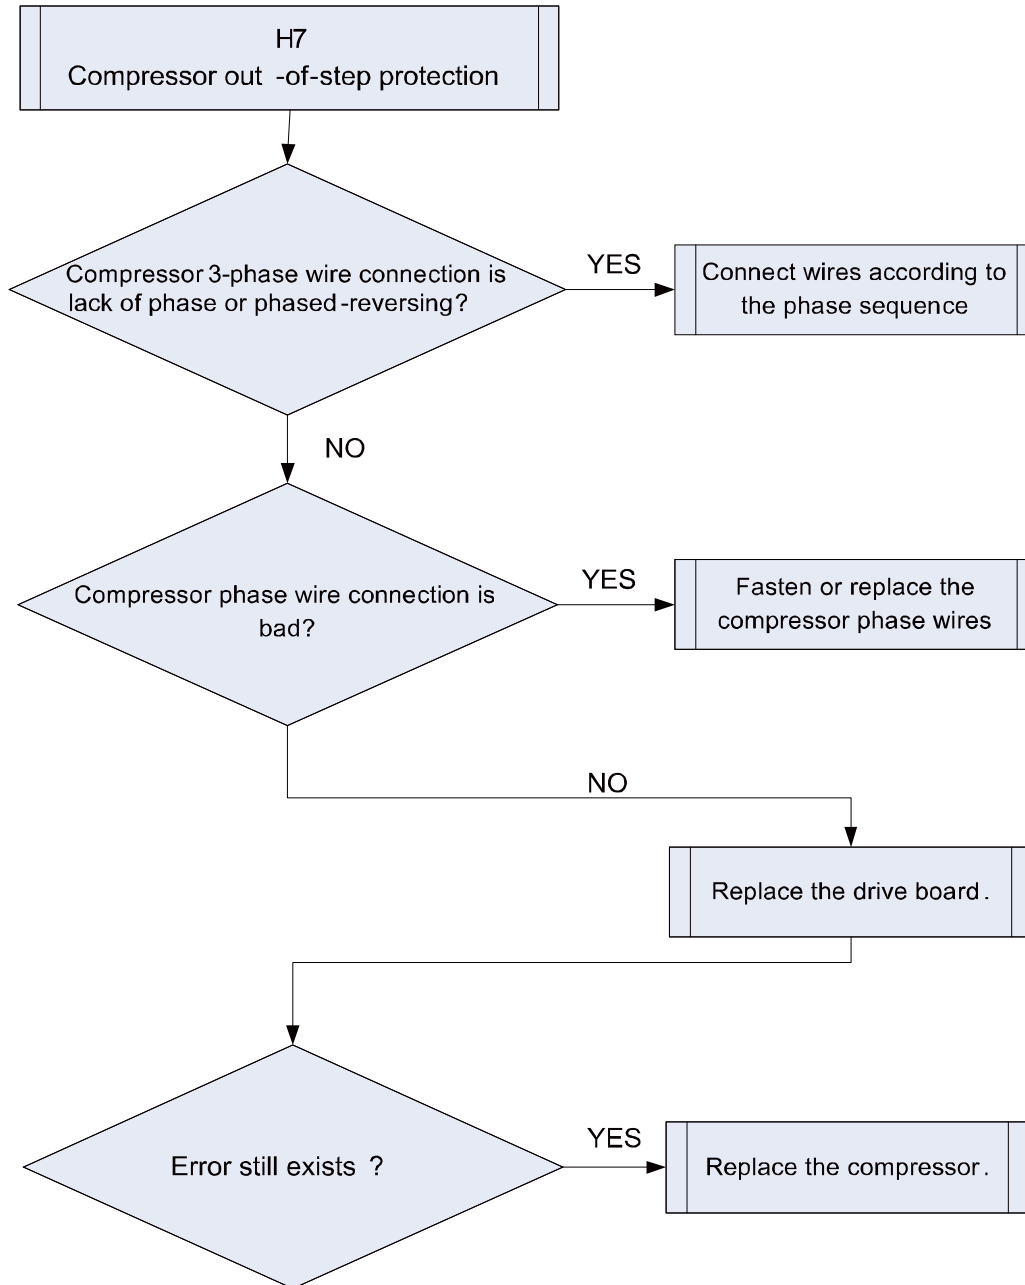 H7
Compressor out -of-step protection
Compressor 3-phase wire connection is
lack of phase or phased-reversing?
YES
Connect wires according to
the phase sequence
NO
Compressor phase wire connection is
bad?
YES
Fasten or replace the
compressor phase wires
NO
Replace the drive board.
Error still exists ?
YES
Replace the compressor.